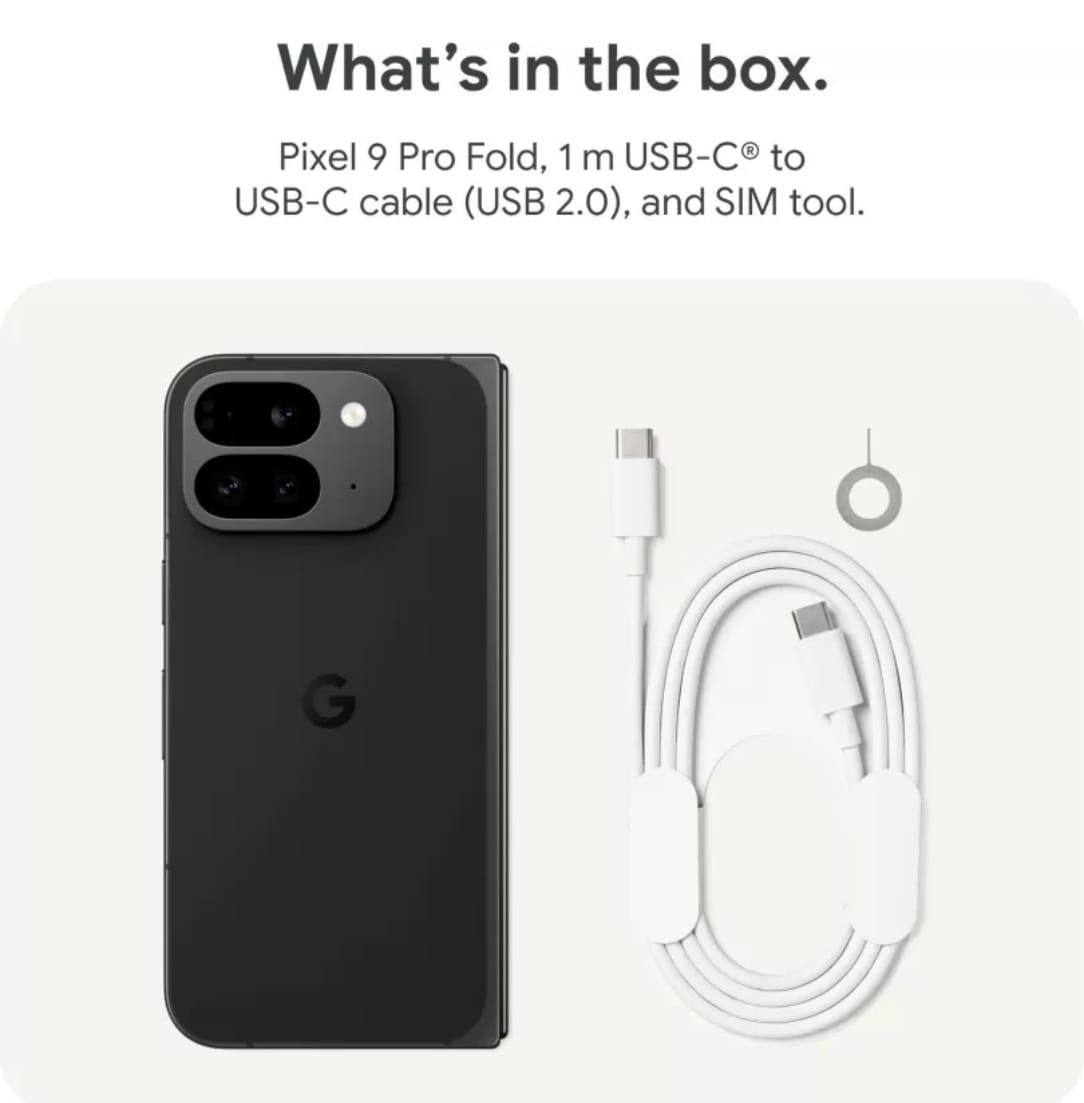 What’s in the box.
Pixel 9 Pro Fold, 1 m USB-C® to
USB-C cable (USB 2.0), and SIM tool.
G